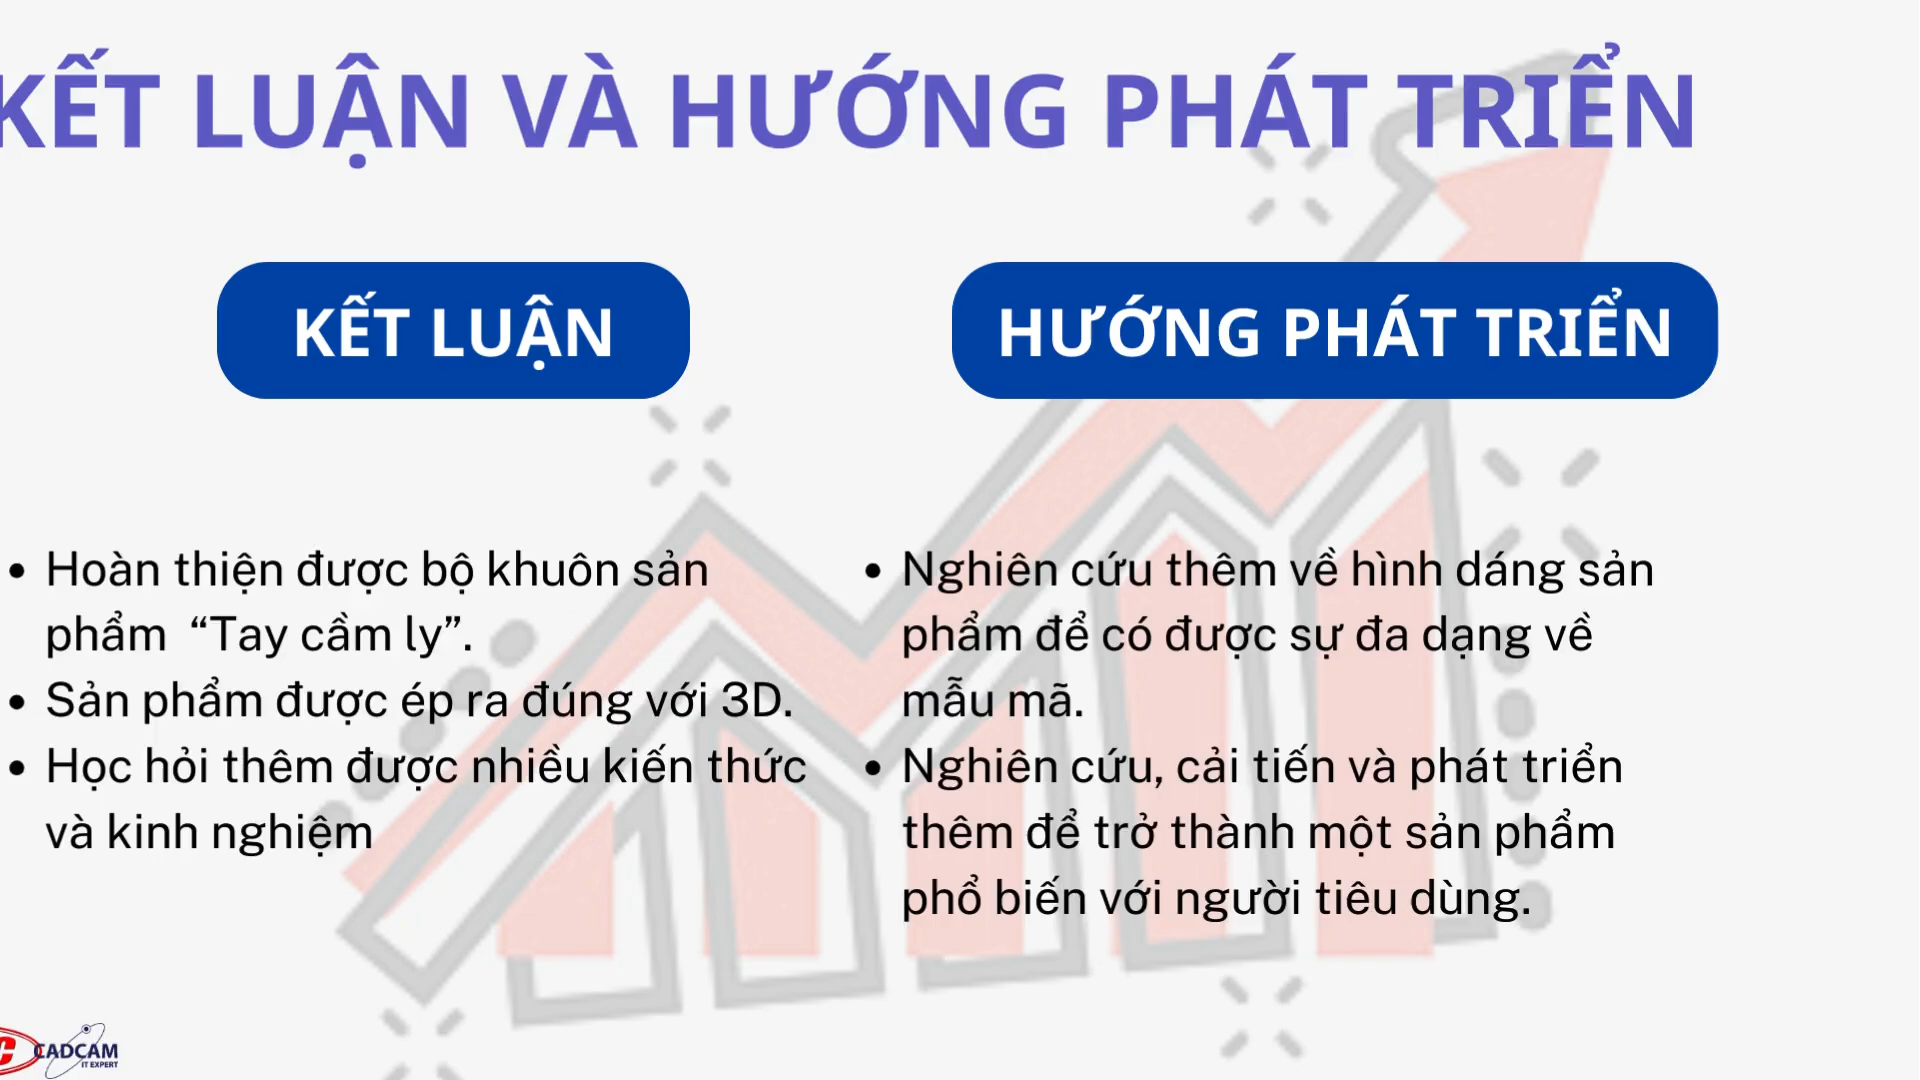 KẾT LUẬN VÀ HƯỚNG PHÁT TRIỂN
KẾT LUẬN
• Hoàn thiện được bộ khuôn sản
phẩm “Tay cầm ly”.
• Sản phẩm được ép ra đúng với 3D.
• Học hỏi thêm được nhiều kiến thức
và kinh nghiệm
HƯỚNG PHÁT TRIỂN
• Nghiên cứu thêm về hình dáng sản
phẩm để có được sự đa dạng về
mẫu mã.
• Nghiên cứu, cải tiến và phát triển
thêm để trở thành một sản phẩm
phổ biến với người tiêu dùng.
C
CADCAM
IT EXPERT